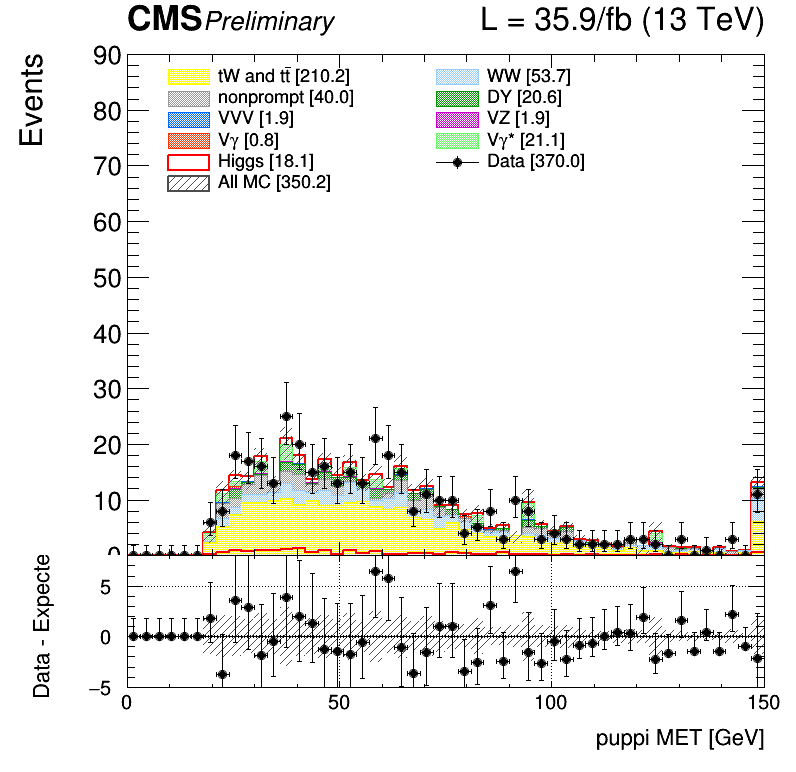 CMS Preliminary L = 35.9/fb (13 TeV)
Events
90
80
70
60
50
40
30
20
10
0
tW and tt̄ [210.2] WW [53.7]
nonprompt [40.0] DY [20.6]
VVV [1.9] VZ [1.9]
Vγ [0.8] Vγ* [21.1]
Higgs [18.1] Data [370.0]
All MC [350.2]
Data - Expecte
5
0
−5
0 50 100 150
puppi MET [GeV]